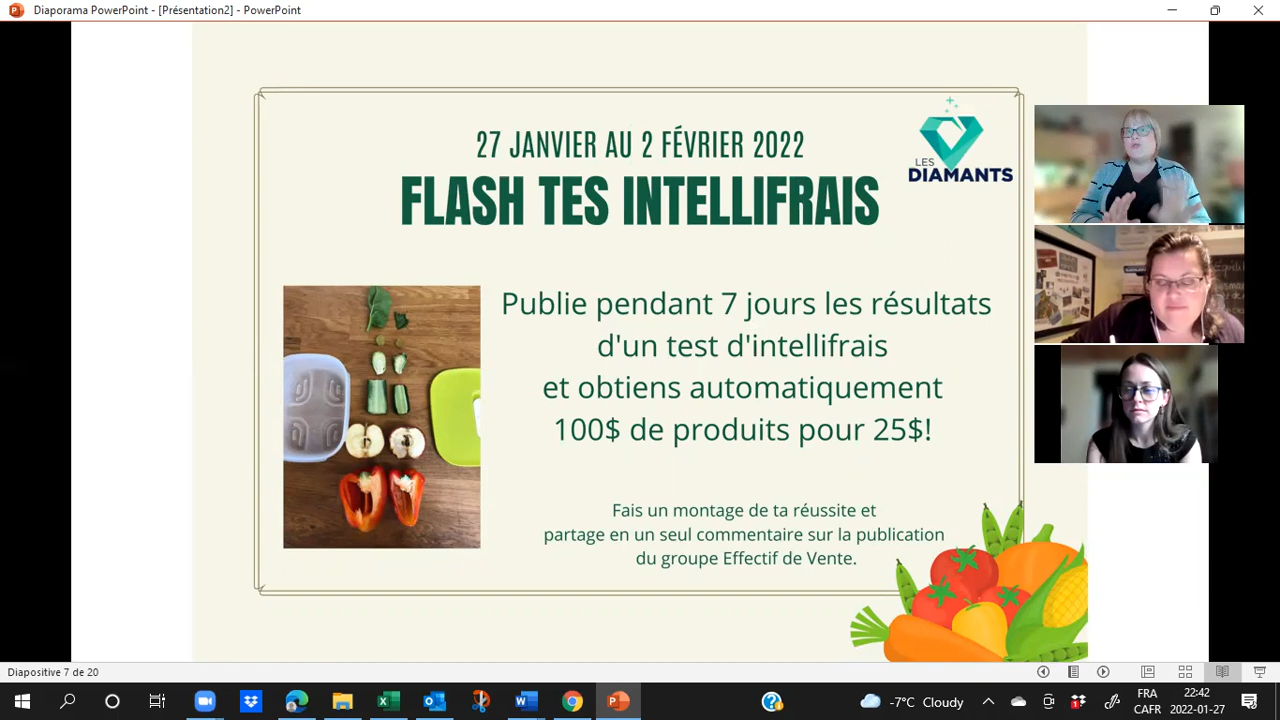 Diaporama PowerPoint - [Présentation2] - PowerPoint
27 JANVIER AU 2 FÉVRIER 2022
LES
DIAMANTS
FLASH TES INTELLIFRAIS
Publie pendant 7 jours les résultats
d'un test d'intellifrais
et obtiens automatiquement
100$ de produits pour 25$!
Fais un montage de ta réussite et
partage en un seul commentaire sur la publication
du groupe Effectif de Vente.
Diapositive 7 de 20
-7°C Cloudy
FRA
CAFR
22:42
2022-01-27